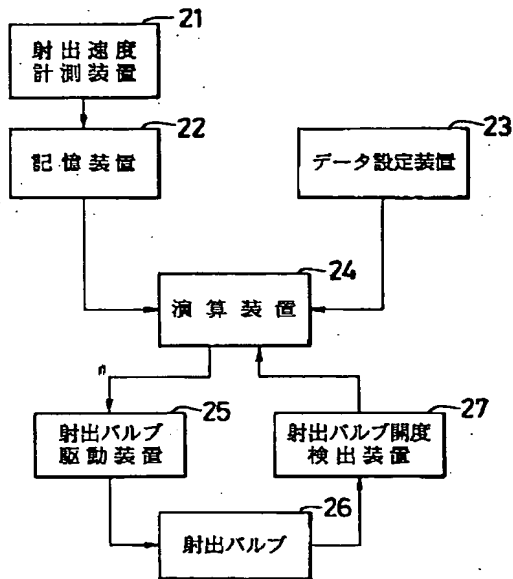 21
射出速度
計測装置
22
記憶装置
23
データ設定装置
24
演算装置
n
25
射出バルブ
駆動装置
27
射出バルブ開度
検出装置
26
射出バルブ